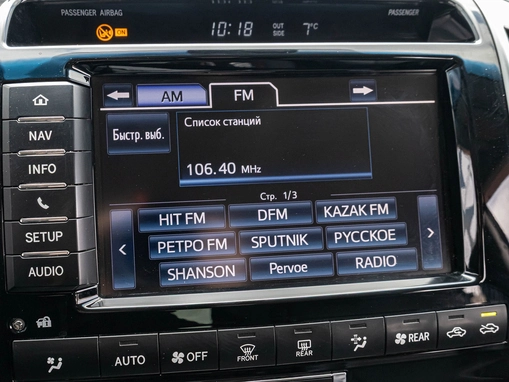 PASSENGER AIRBAG
PASSENGER
ON
10:18
OUT SIDE 7°C
AM
FM
NAV
INFO
SETUP
AUDIO
Быстр. выб.
Список станций
106.40 MHz
Стр. 1/3
HIT FM DFM KAZAK FM
РЕТРО FM SPUTNIK РУССКОЕ
SHANSON Pervoe RADIO
AUTO
OFF
FRONT
REAR
REAR